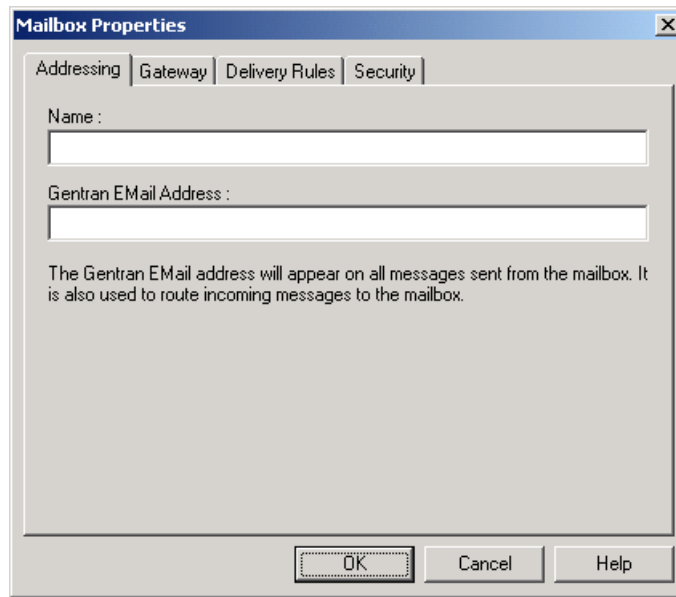 Mailbox Properties
Addressing Gateway Delivery Rules Security
Name :
Gentran EMail Address :
The Gentran EMail address will appear on all messages sent from the mailbox. It
is also used to route incoming messages to the mailbox.
OK Cancel Help